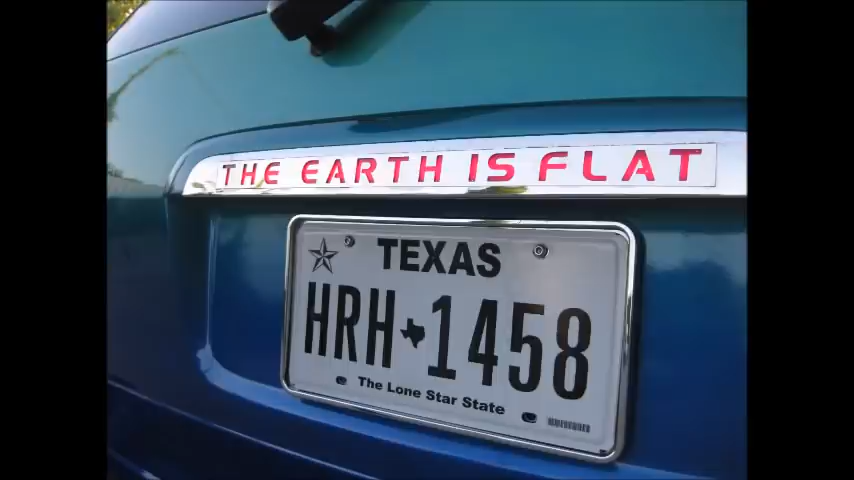 THE EARTH IS FLAT
TEXAS
HRH 1458
The Lone Star State